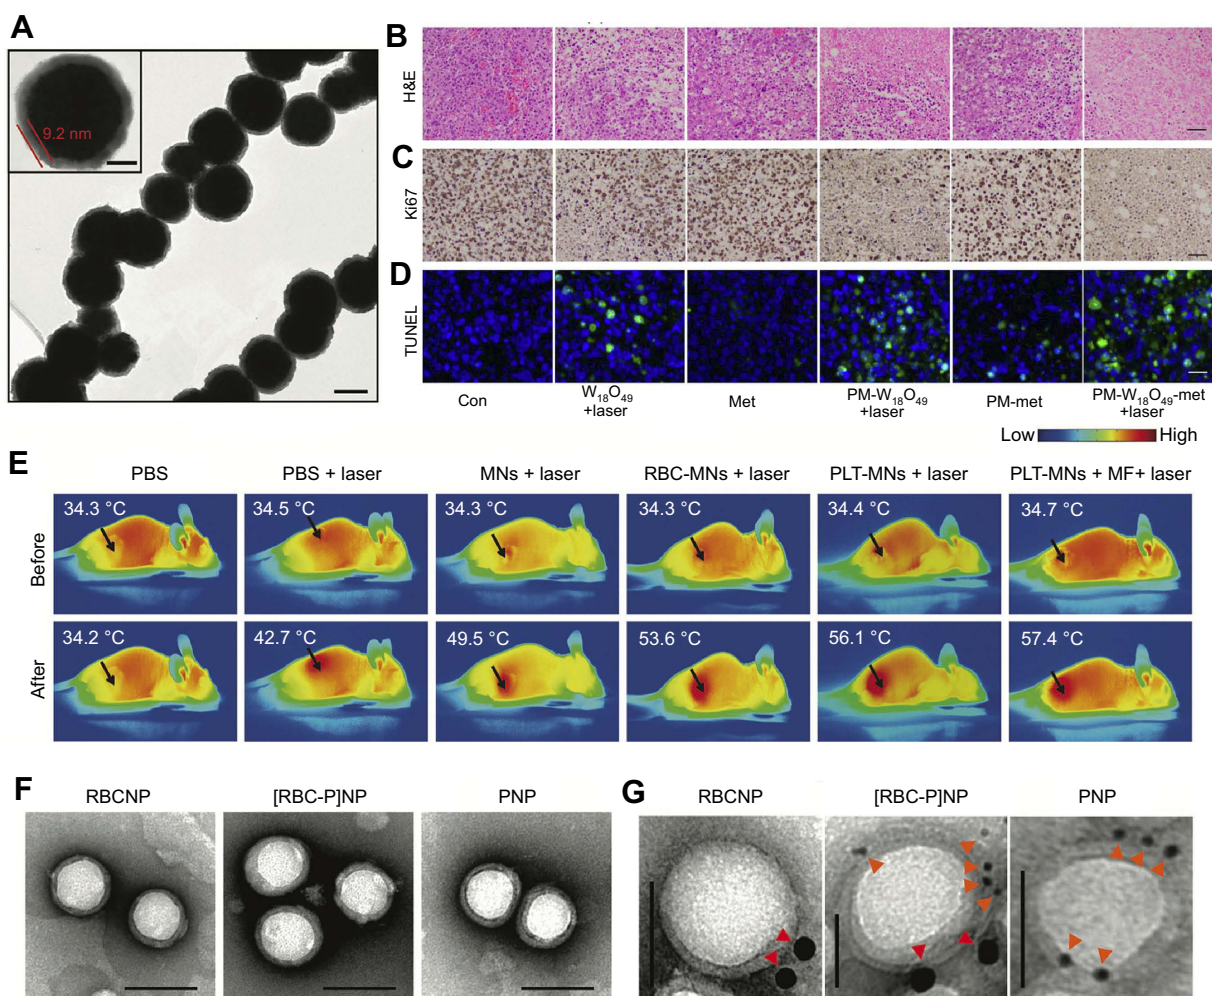 A
9.2 nm
B
H&E
C
Ki67
D
TUNEL
Con
W₁₈O₄₉
+laser
Met
PM-W₁₈O₄₉
+laser
PM-met
PM-W₁₈O₄₉-met
+laser
Low
High
E
PBS
PBS + laser
MNs + laser
RBC-MNs + laser
PLT-MNs + laser
PLT-MNs + MF+ laser
Before
34.3 °C
34.5 °C
34.3 °C
34.3 °C
34.4 °C
34.7 °C
After
34.2 °C
42.7 °C
49.5 °C
53.6 °C
56.1 °C
57.4 °C
F
RBCNP
[RBC-P]NP
PNP
G
RBCNP
[RBC-P]NP
PNP